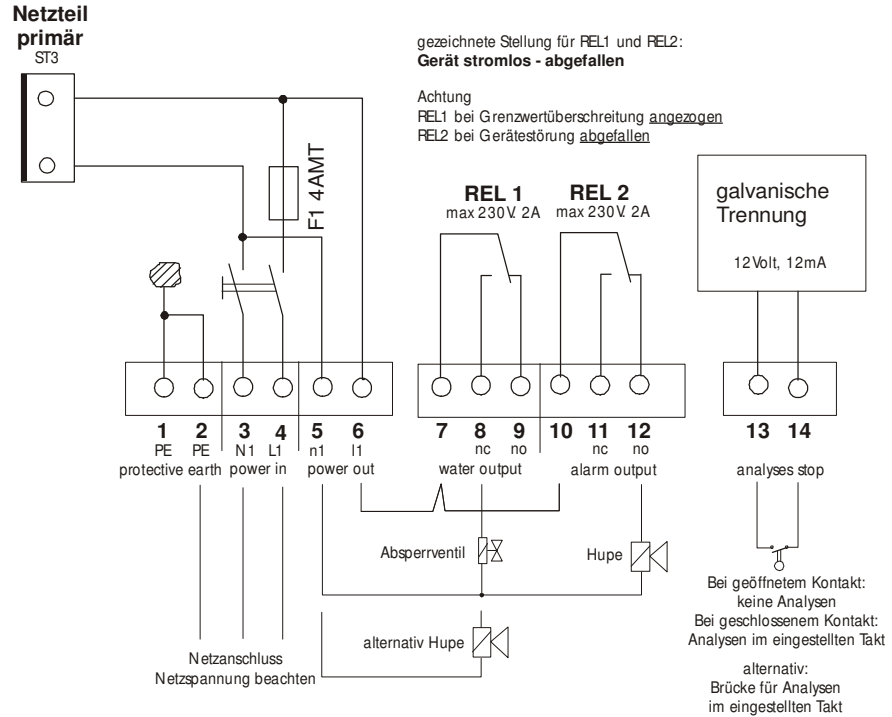 Netzteil
primär
ST3
gezeichnete Stellung für REL1 und REL2:
Gerät stromlos - abgefallen
Achtung
REL1 bei Grenzwertüberschreitung angezogen
REL2 bei Gerätestörung abgefallen
F1 4AMT
REL 1
max 230V. 2A
REL 2
max 230V. 2A
galvanische
Trennung
12Volt, 12mA
1 2 3 4 5 6 7 8 9 10 11 12 13 14
PE PE N1 L1 n1 l1 nc no nc no
protective earth power in power out water output alarm output analyses stop
Absperrventil
Hupe
alternativ Hupe
Netzanschluss
Netzspannung beachten
Bei geöffnetem Kontakt:
keine Analysen
Bei geschlossenem Kontakt:
Analysen im eingestellten Takt
alternativ:
Brücke für Analysen
im eingestellten Takt